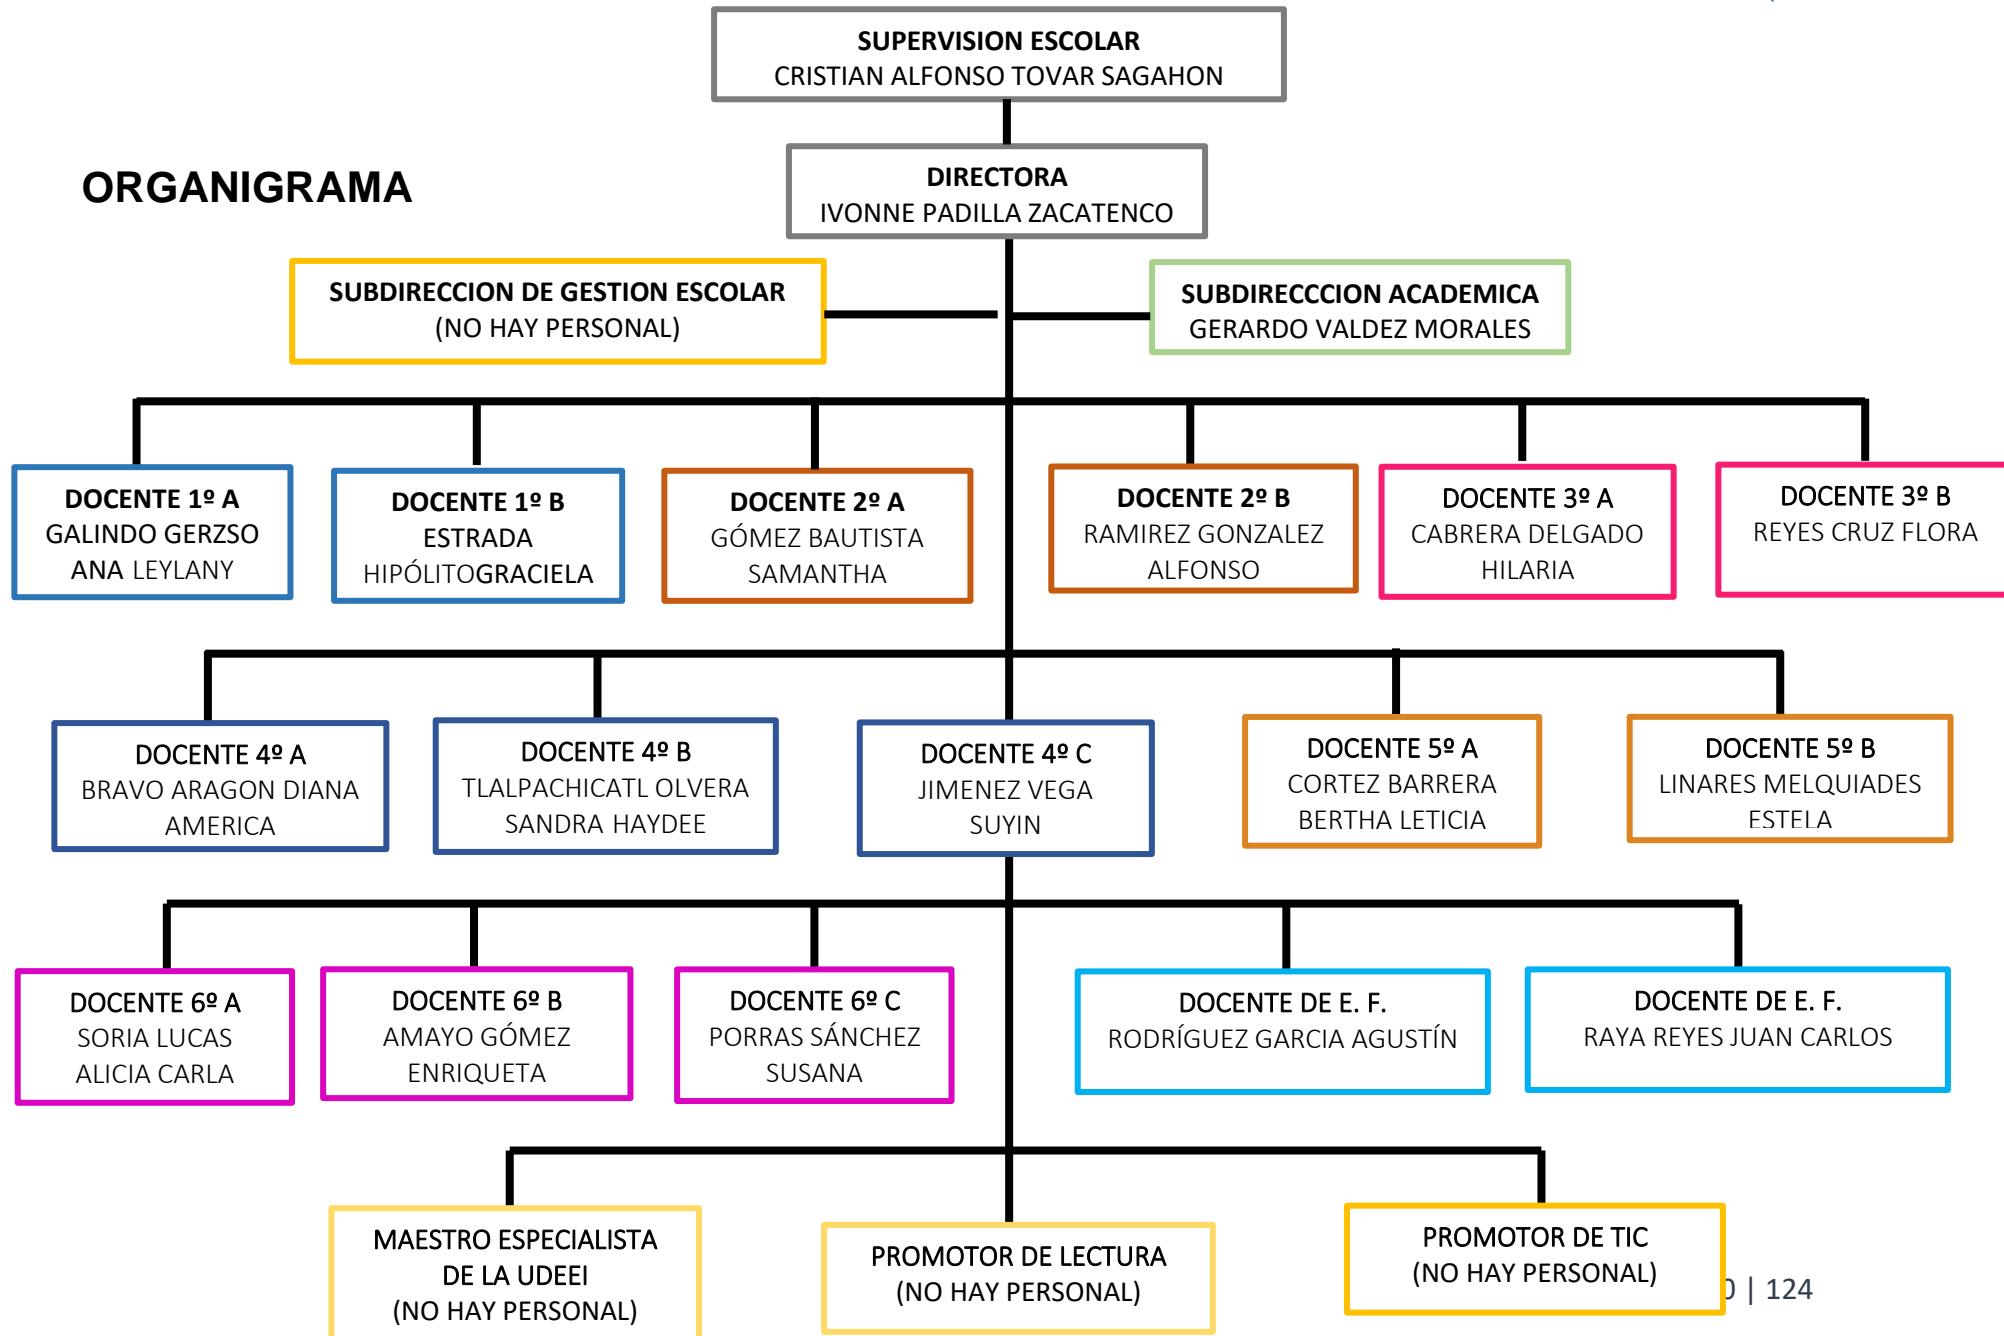 SUPERVISION ESCOLAR
CRISTIAN ALFONSO TOVAR SAGAHON
ORGANIGRAMA
DIRECTORA
IVONNE PADILLA ZACATENCO
SUBDIRECCION DE GESTION ESCOLAR
(NO HAY PERSONAL)
SUBDIRECCCION ACADEMICA
GERARDO VALDEZ MORALES
DOCENTE 1º A
GALINDO GERZSO
ANA LEYLANY
DOCENTE 1º B
ESTRADA
HIPÓLITOGRACIELA
DOCENTE 2º A
GÓMEZ BAUTISTA
SAMANTHA
DOCENTE 2º B
RAMIREZ GONZALEZ
ALFONSO
DOCENTE 3º A
CABRERA DELGADO
HILARIA
DOCENTE 3º B
REYES CRUZ FLORA
DOCENTE 4º A
BRAVO ARAGON DIANA
AMERICA
DOCENTE 4º B
TLALPACHICATL OLVERA
SANDRA HAYDEE
DOCENTE 4º C
JIMENEZ VEGA
SUYIN
DOCENTE 5º A
CORTEZ BARRERA
BERTHA LETICIA
DOCENTE 5º B
LINARES MELQUIADES
ESTELA
DOCENTE 6º A
SORIA LUCAS
ALICIA CARLA
DOCENTE 6º B
AMAYO GÓMEZ
ENRIQUETA
DOCENTE 6º C
PORRAS SÁNCHEZ
SUSANA
DOCENTE DE E. F.
RODRÍGUEZ GARCIA AGUSTÍN
DOCENTE DE E. F.
RAYA REYES JUAN CARLOS
MAESTRO ESPECIALISTA
DE LA UDEEI
(NO HAY PERSONAL)
PROMOTOR DE LECTURA
(NO HAY PERSONAL)
PROMOTOR DE TIC
(NO HAY PERSONAL)
| 124